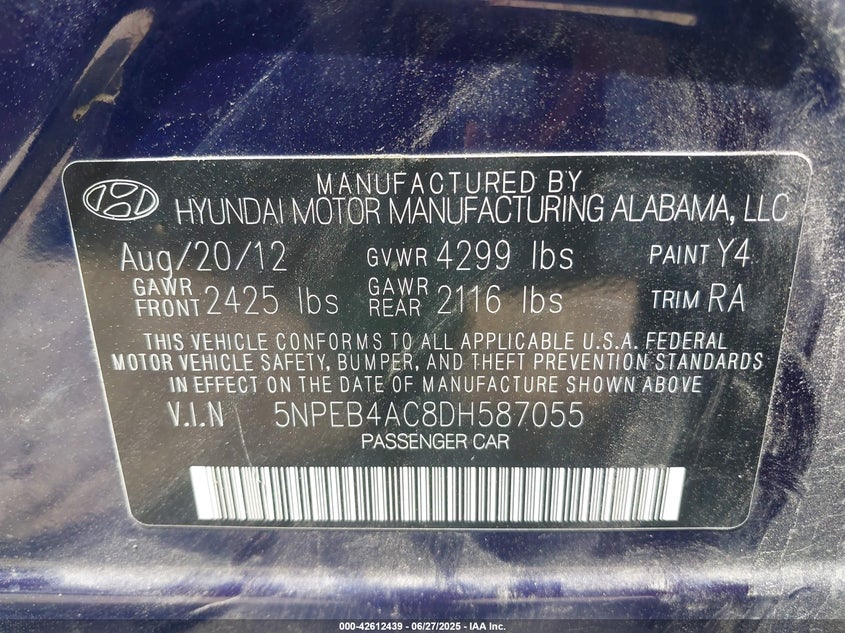 MANUFACTURED BY
HYUNDAI MOTOR MANUFACTURING ALABAMA, LLC
Aug/20/12 GVWR 4299 lbs PAINT Y4
GAWR FRONT 2425 lbs GAWR REAR 2116 lbs TRIM RA
THIS VEHICLE CONFORMS TO ALL APPLICABLE U.S.A. FEDERAL
MOTOR VEHICLE SAFETY, BUMPER, AND THEFT PREVENTION STANDARDS
IN EFFECT ON THE DATE OF MANUFACTURE SHOWN ABOVE.
V.I.N 5NPEB4AC8DH587055
PASSENGER CAR
000-42612439 - 06/27/2025 - IAA Inc.